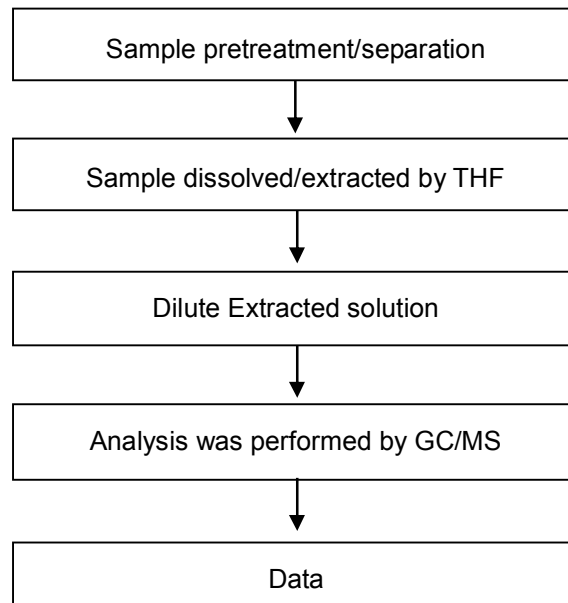 Sample pretreatment/separation
Sample dissolved/extracted by THF
Dilute Extracted solution
Analysis was performed by GC/MS
Data